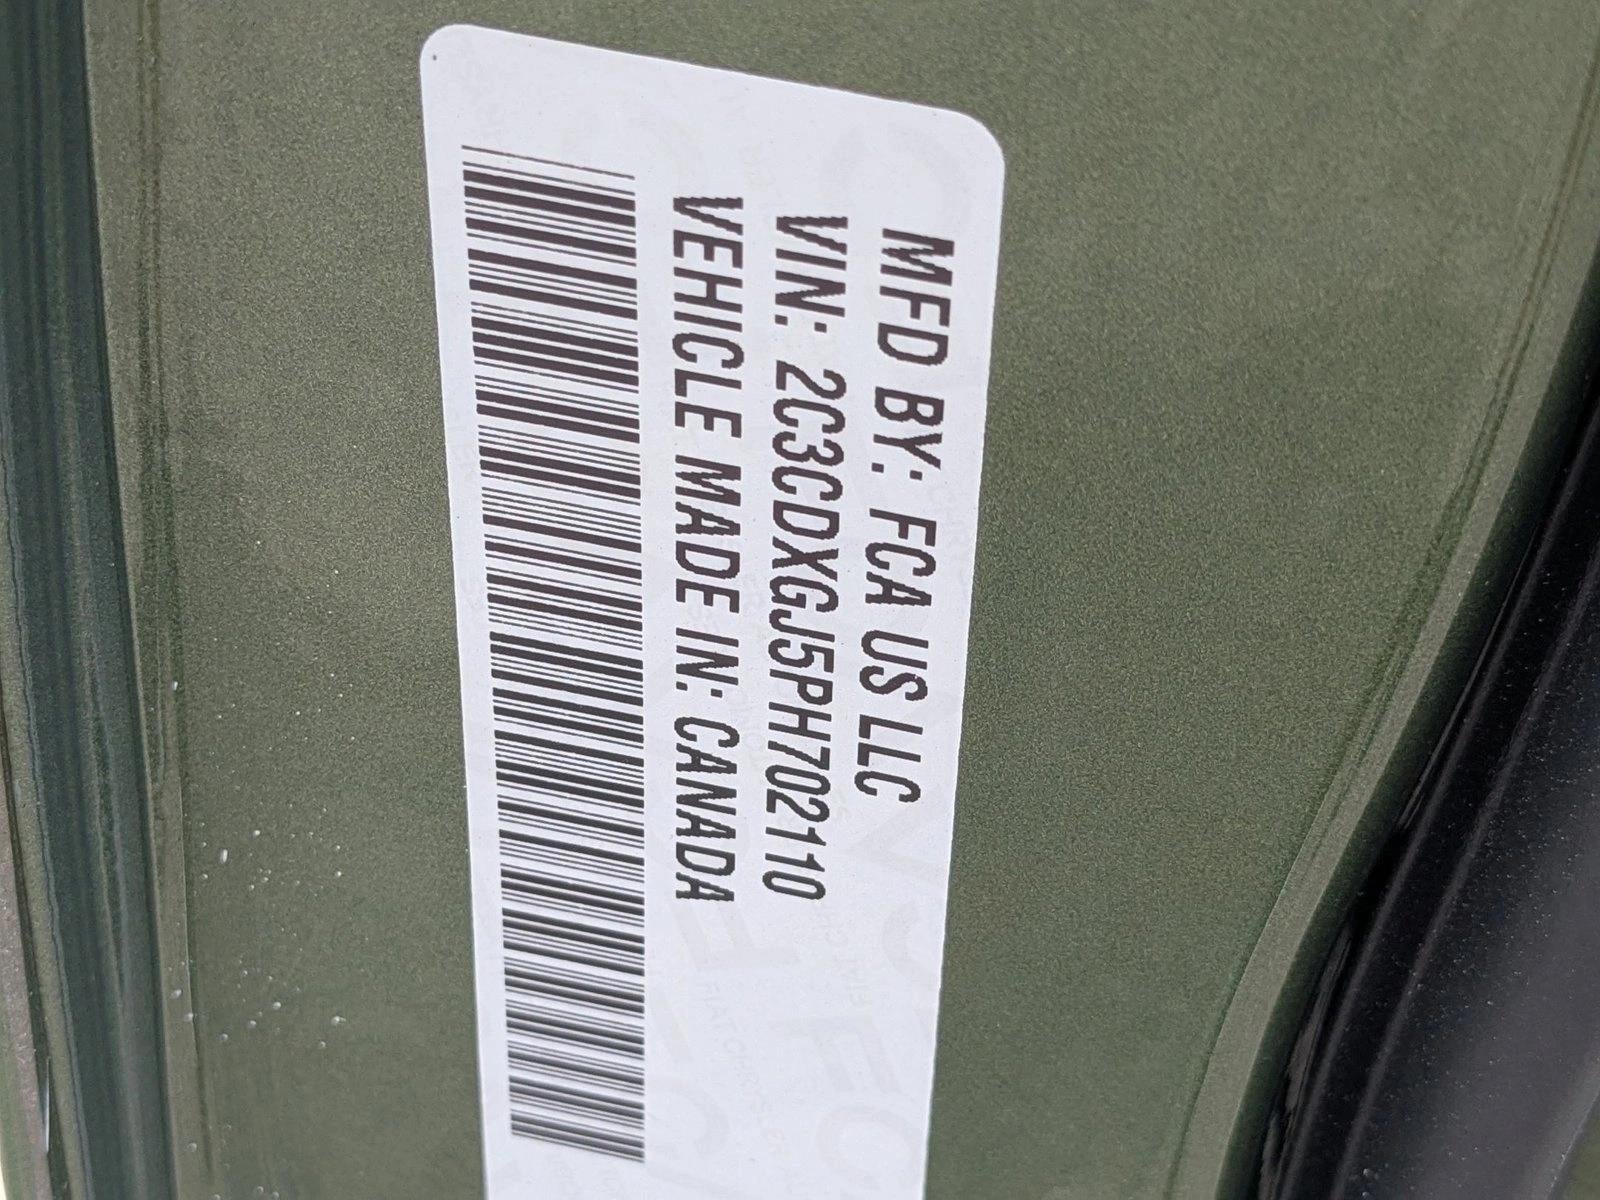 MFD BY: FCA US LLC
VIN: 2C3CDXGJ5PH702110
VEHICLE MADE IN: CANADA